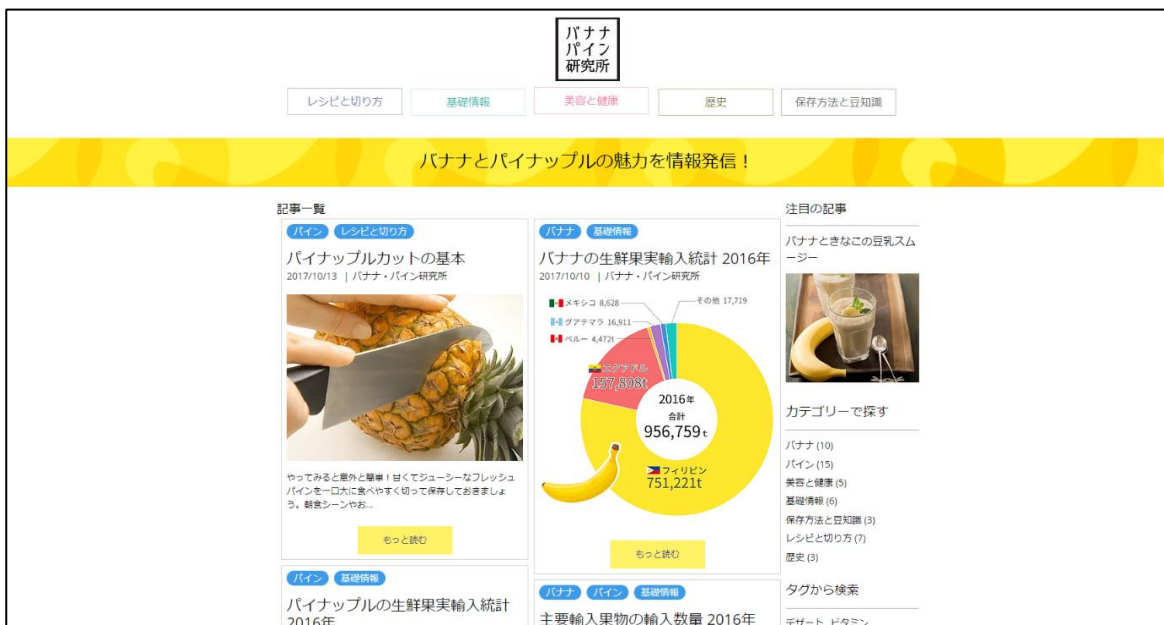 バナナ
パイン
研究所
レシピと切り方
基礎情報
美容と健康
歴史
保存方法と豆知識
バナナとパイナップルの魅力を情報発信！
記事一覧
パイン レシピと切り方
パイナップルカットの基本
2017/10/13 | バナナ・パイン研究所
やってみると意外と簡単！甘くてジューシーなフレッシュ
パインを一口大に食べやすく切って保存しておきましょ
う。朝食シーンやお...
もっと読む
パイン 基礎情報
パイナップルの生鮮果実輸入統計
2016年
バナナ 基礎情報
バナナの生鮮果実輸入統計 2016年
2017/10/10 | バナナ・パイン研究所
メキシコ 8,628
その他 17,719
グアテマラ 16,911
ペルー 4,472t
エクアドル
157,808t
2016年
合計
956,759t
フィリピン
751,221t
もっと読む
バナナ パイン 基礎情報
主要輸入果物の輸入数量 2016年
注目の記事
バナナときなこの豆乳スム
ージー
カテゴリーで探す
バナナ (10)
パイン (15)
美容と健康 (5)
基礎情報 (6)
保存方法と豆知識 (3)
レシピと切り方 (7)
歴史 (3)
タグから検索
デザート ビタミン